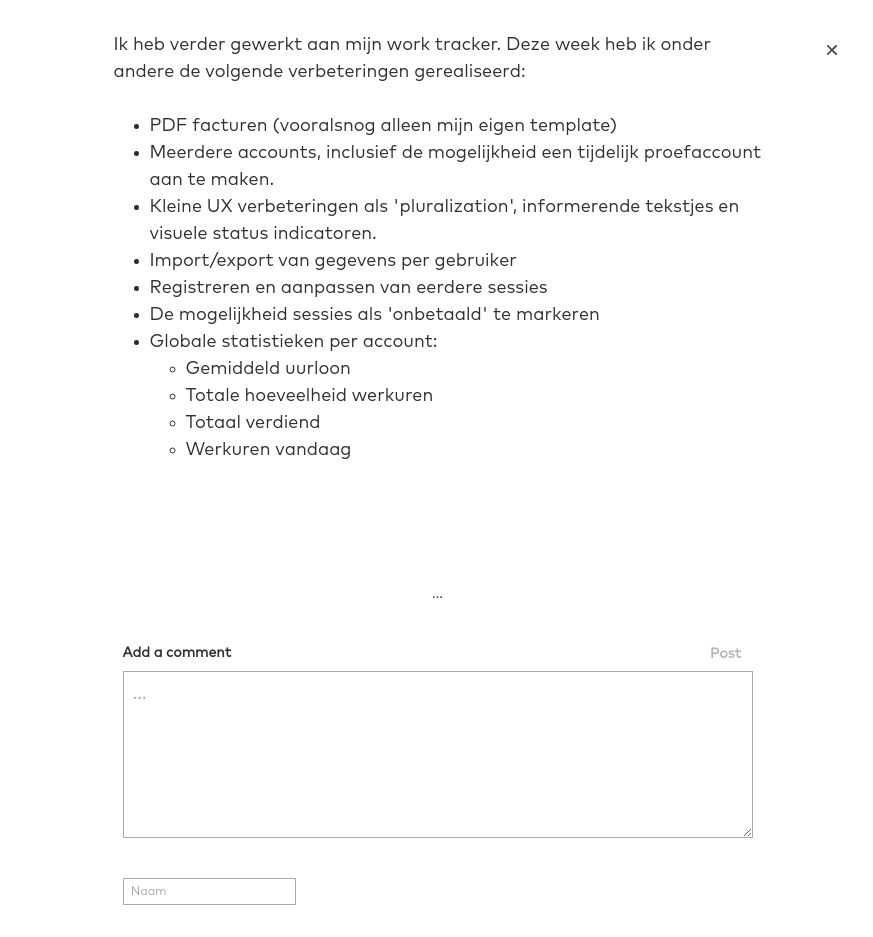 Ik heb verder gewerkt aan mijn work tracker. Deze week heb ik onder
andere de volgende verbeteringen gerealiseerd:
• PDF facturen (vooralsnog alleen mijn eigen template)
• Meerdere accounts, inclusief de mogelijkheid een tijdelijk proefaccount
aan te maken.
• Kleine UX verbeteringen als 'pluralization', informerende tekstjes en
visuele status indicatoren.
• Import/export van gegevens per gebruiker
• Registreren en aanpassen van eerdere sessies
• De mogelijkheid sessies als 'onbetaald' te markeren
• Globale statistieken per account:
◦ Gemiddeld uurloon
◦ Totale hoeveelheid werkuren
◦ Totaal verdiend
◦ Werkuren vandaag
...
Add a comment Post
...
Naam